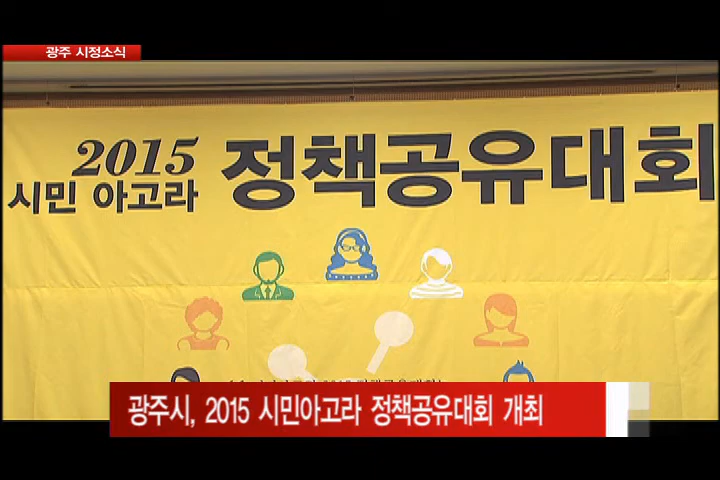 광주 시정소식
2015
시민 아고라
정책공유대회
광주시, 2015 시민아고라 정책공유대회 개최